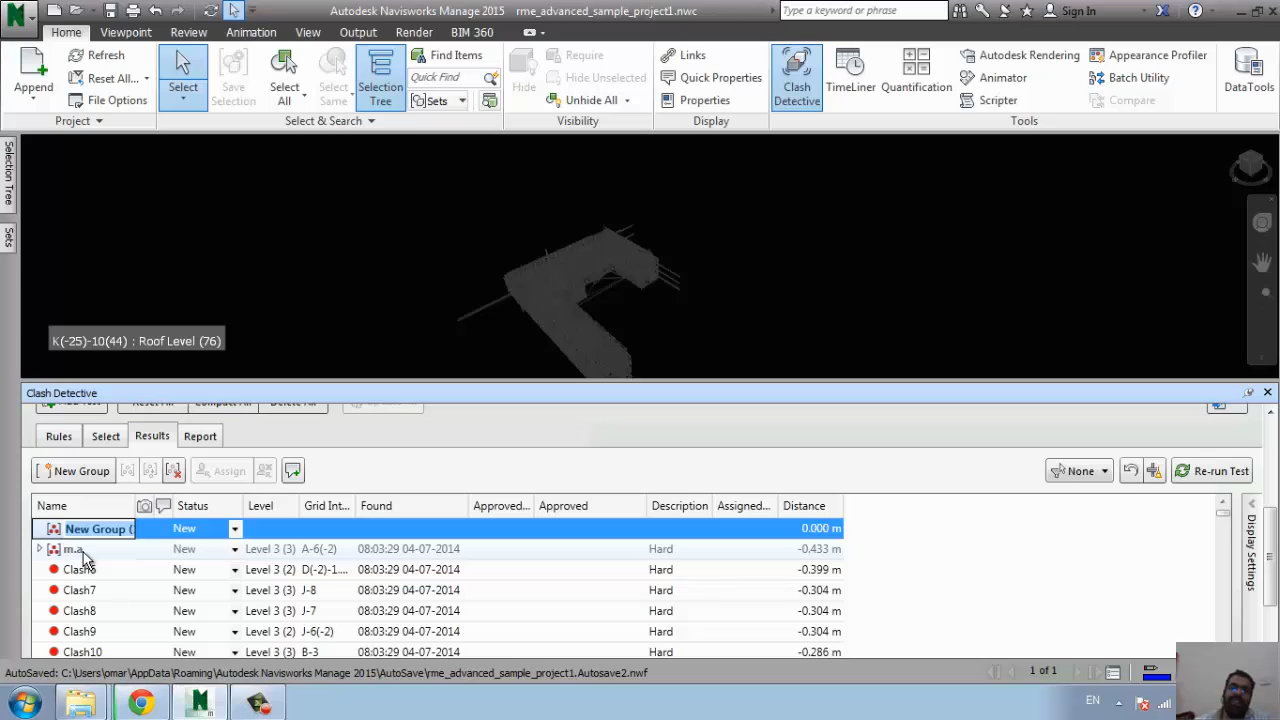 Autodesk Navisworks Manage 2015 rme_advanced_sample_project1.nwc
Type a keyword or phrase
Sign In
Home Viewpoint Review Animation View Output Render BIM 360
Append
Refresh
Reset All...
File Options
Project
Select
Save Selection
Select All
Select Same
Selection Tree
Find Items
Quick Find
Sets
Select & Search
Hide
Require
Hide Unselected
Unhide All
Visibility
Links
Quick Properties
Properties
Display
Clash Detective
TimeLiner
Quantification
Autodesk Rendering
Animator
Scripter
Appearance Profiler
Batch Utility
Compare
DataTools
Tools
Selection Tree
Sets
K(-25)-10(44) : Roof Level (76)
Clash Detective
Rules Select Results Report
New Group
Assign
None
Re-run Test
Name Status Level Grid Int... Found Approved... Approved Description Assigned... Distance
New Group ( New 0.000 m
m.a New Level 3 (3) A-6(-2) 08:03:29 04-07-2014 Hard -0.433 m
New Level 3 (2) D(-2)-1.... 08:03:29 04-07-2014 Hard -0.399 m
Clash7 New Level 3 (3) J-8 08:03:29 04-07-2014 Hard -0.304 m
Clash8 New Level 3 (3) J-7 08:03:29 04-07-2014 Hard -0.304 m
Clash9 New Level 3 (2) J-6(-2) 08:03:29 04-07-2014 Hard -0.304 m
Clash10 New Level 3 (3) B-3 08:03:29 04-07-2014 Hard -0.286 m
Display Settings
AutoSaved: C:\Users\omar\AppData\Roaming\Autodesk Navisworks Manage 2015\AutoSave\rme_advanced_sample_project1.Autosave2.nwf
1 of 1
EN